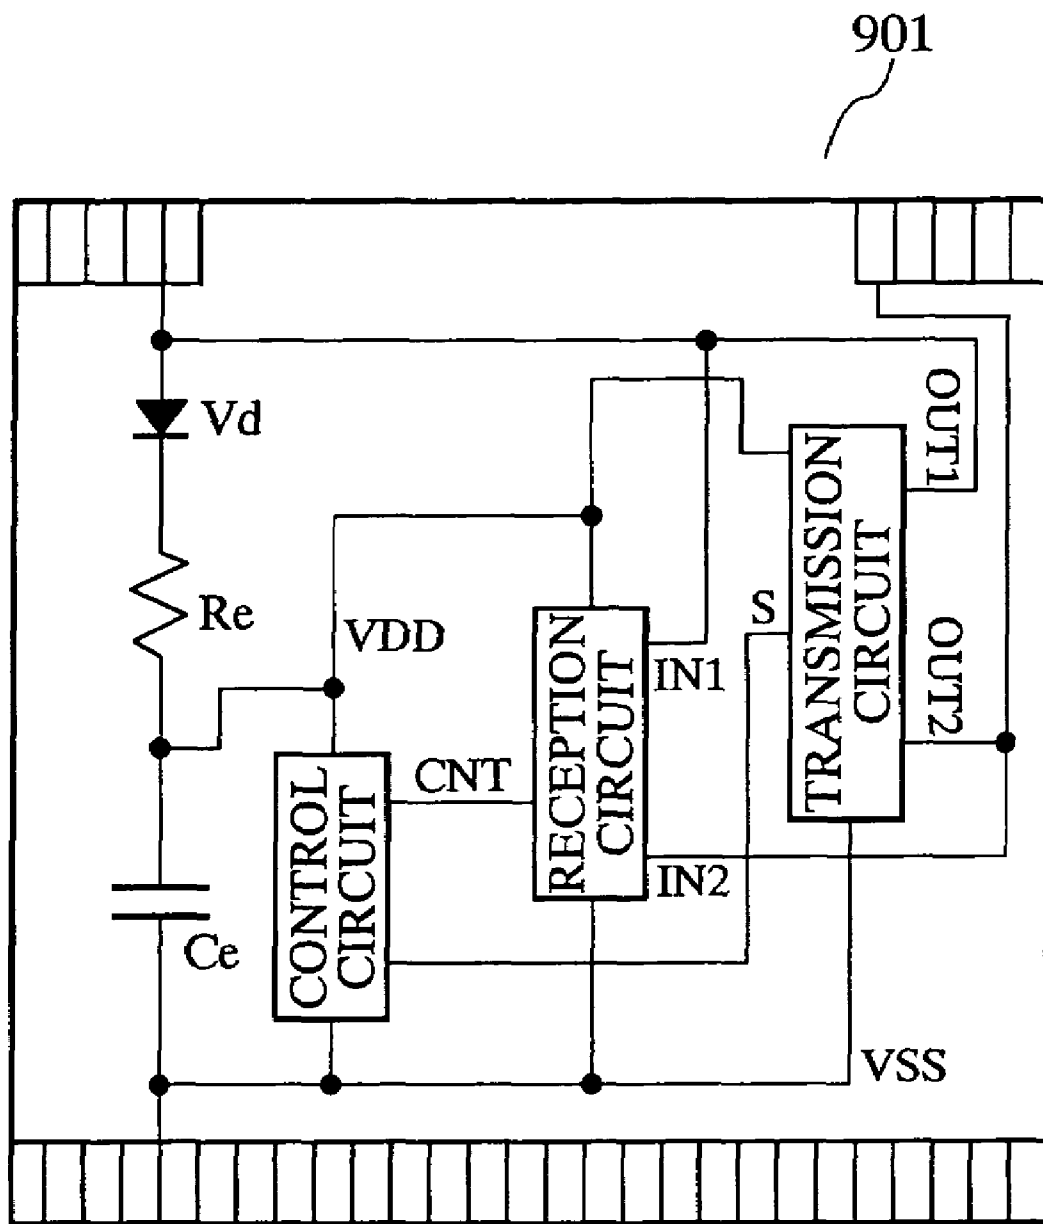 901
Vd
OUT1
TRANSMISSION
CIRCUIT
Re
S
VDD
RECEPTION
CIRCUIT
IN1
OUT2
CNT
CONTROL
CIRCUIT
IN2
Ce
VSS